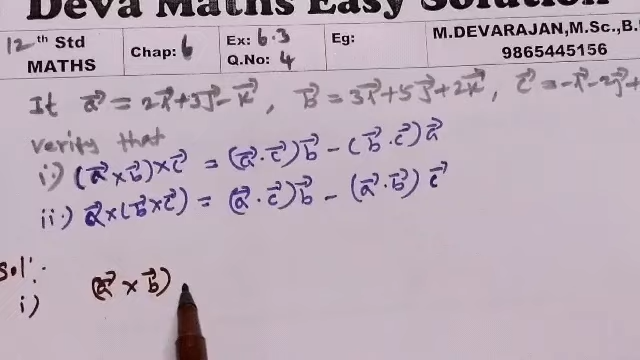 Deva Maths Easy Solution
12th Std MATHS
Chap: 6
Ex: 6.3
Q.No: 4
Eg:
M.DEVARAJAN,M.Sc.,B.
9865445156
If a⃗ = 2i⃗+3j⃗-k⃗, b⃗ = 3i⃗+5j⃗+2k⃗, c⃗ = -i⃗-2j⃗+
verify that
i.) (a⃗×b⃗)×c⃗ = (a⃗·c⃗)b⃗ - (b⃗·c⃗)a⃗
ii.) a⃗×(b⃗×c⃗) = (a⃗·c⃗)b⃗ - (a⃗·b⃗)c⃗
Sol:
i) (a⃗×b⃗)